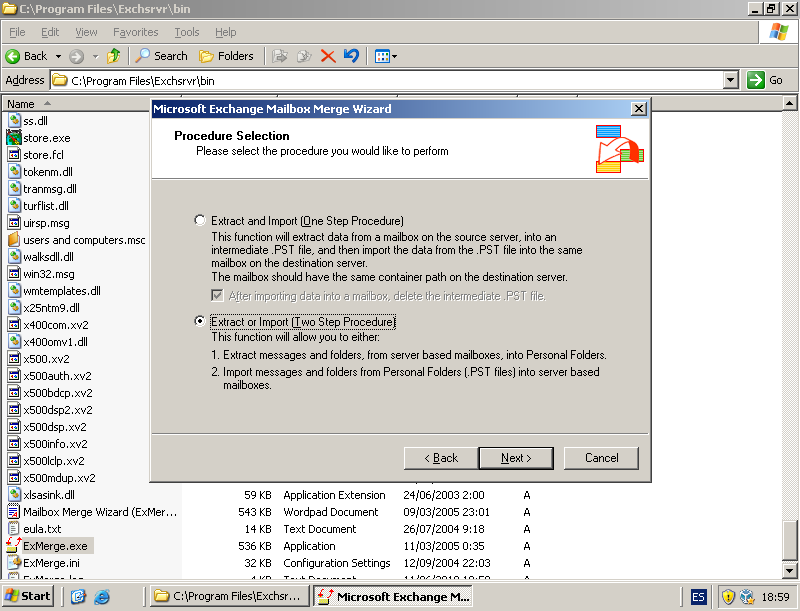 C:\Program Files\Exchsrvr\bin
File Edit View Favorites Tools Help
Back Search Folders
Address C:\Program Files\Exchsrvr\bin Go
Name
ss.dll
store.exe
store.fcl
tokenm.dll
tranmsg.dll
turflist.dll
uirsp.msg
users and computers.msc
walksdll.dll
win32.msg
wmtemplates.dll
x25ntm9.dll
x400com.xv2
x400omv1.dll
x500.xv2
x500auth.xv2
x500bdcp.xv2
x500dsp2.xv2
x500dsp.xv2
x500info.xv2
x500lclp.xv2
x500mdup.xv2
xlsasink.dll 59 KB Application Extension 24/06/2003 2:00 A
Mailbox Merge Wizard (ExMer... 543 KB Wordpad Document 09/03/2005 23:01 A
eula.txt 14 KB Text Document 26/07/2004 9:18 A
ExMerge.exe 536 KB Application 11/03/2005 0:35 A
ExMerge.ini 32 KB Configuration Settings 12/09/2004 22:03 A
Microsoft Exchange Mailbox Merge Wizard
Procedure Selection
Please select the procedure you would like to perform
Extract and Import (One Step Procedure)
This function will extract data from a mailbox on the source server, into an
intermediate .PST file, and then import the data from the .PST file into the same
mailbox on the destination server.
The mailbox should have the same container path on the destination server.
After importing data into a mailbox, delete the intermediate .PST file.
Extract or Import (Two Step Procedure)
This function will allow you to either:
1. Extract messages and folders, from server based mailboxes, into Personal Folders.
2. Import messages and folders from Personal Folders (.PST files) into server based
mailboxes.
< Back Next > Cancel
Start C:\Program Files\Exchsr... Microsoft Exchange M... ES 18:59